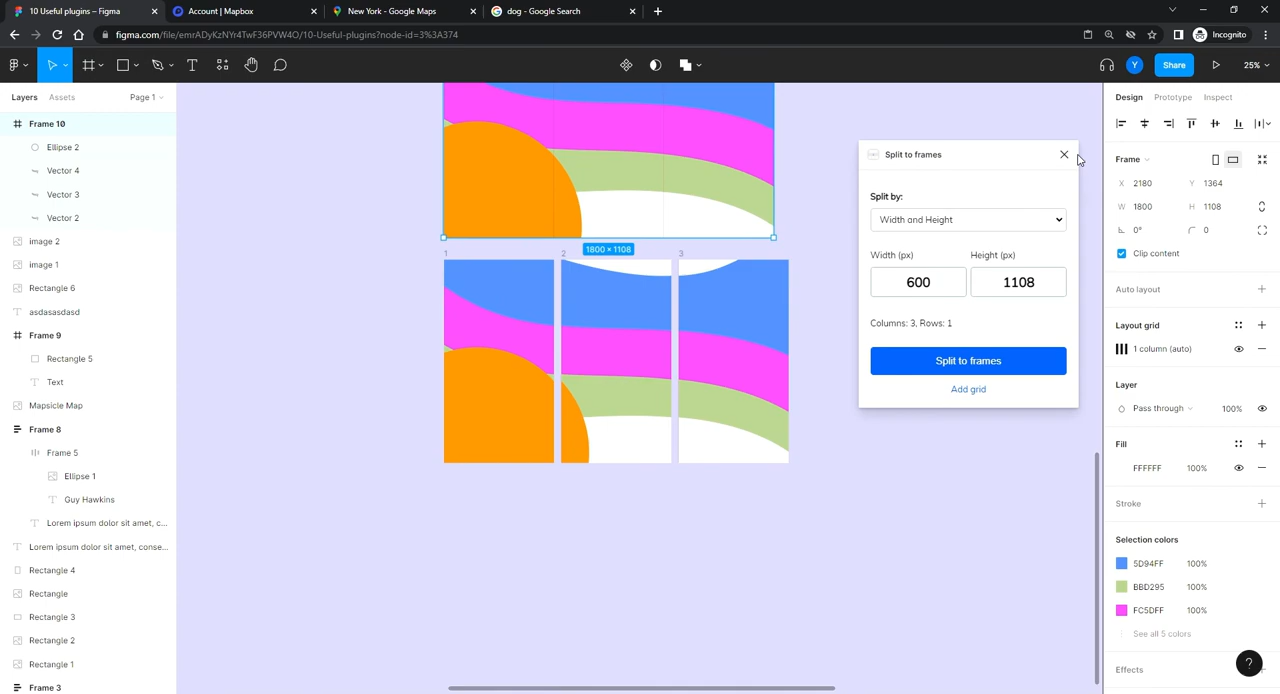 10 Useful plugins – Figma
Account | Mapbox
New York - Google Maps
dog - Google Search
figma.com/file/emrADyKzNYr4TwF36PVW4O/10-Useful-plugins?node-id=3%3A374
Incognito
Y
Share
25%
Layers
Assets
Page 1
Frame 10
Ellipse 2
Vector 4
Vector 3
Vector 2
image 2
image 1
Rectangle 6
asdasasdasd
Frame 9
Rectangle 5
Text
Mapsicle Map
Frame 8
Frame 5
Ellipse 1
Guy Hawkins
Lorem ipsum dolor sit amet, c...
Lorem ipsum dolor sit amet, conse...
Rectangle 4
Rectangle
Rectangle 3
Rectangle 2
Rectangle 1
Frame 3
1800 × 1108
1
2
3
Split to frames
Split by:
Width and Height
Width (px)
Height (px)
600
1108
Columns: 3, Rows: 1
Split to frames
Add grid
Design
Prototype
Inspect
Frame
X 2180
Y 1364
W 1800
H 1108
0°
0
Clip content
Auto layout
Layout grid
1 column (auto)
Layer
Pass through
100%
Fill
FFFFFF
100%
Stroke
Selection colors
5D94FF 100%
BBD295 100%
FC5DFF 100%
See all 5 colors
Effects
?